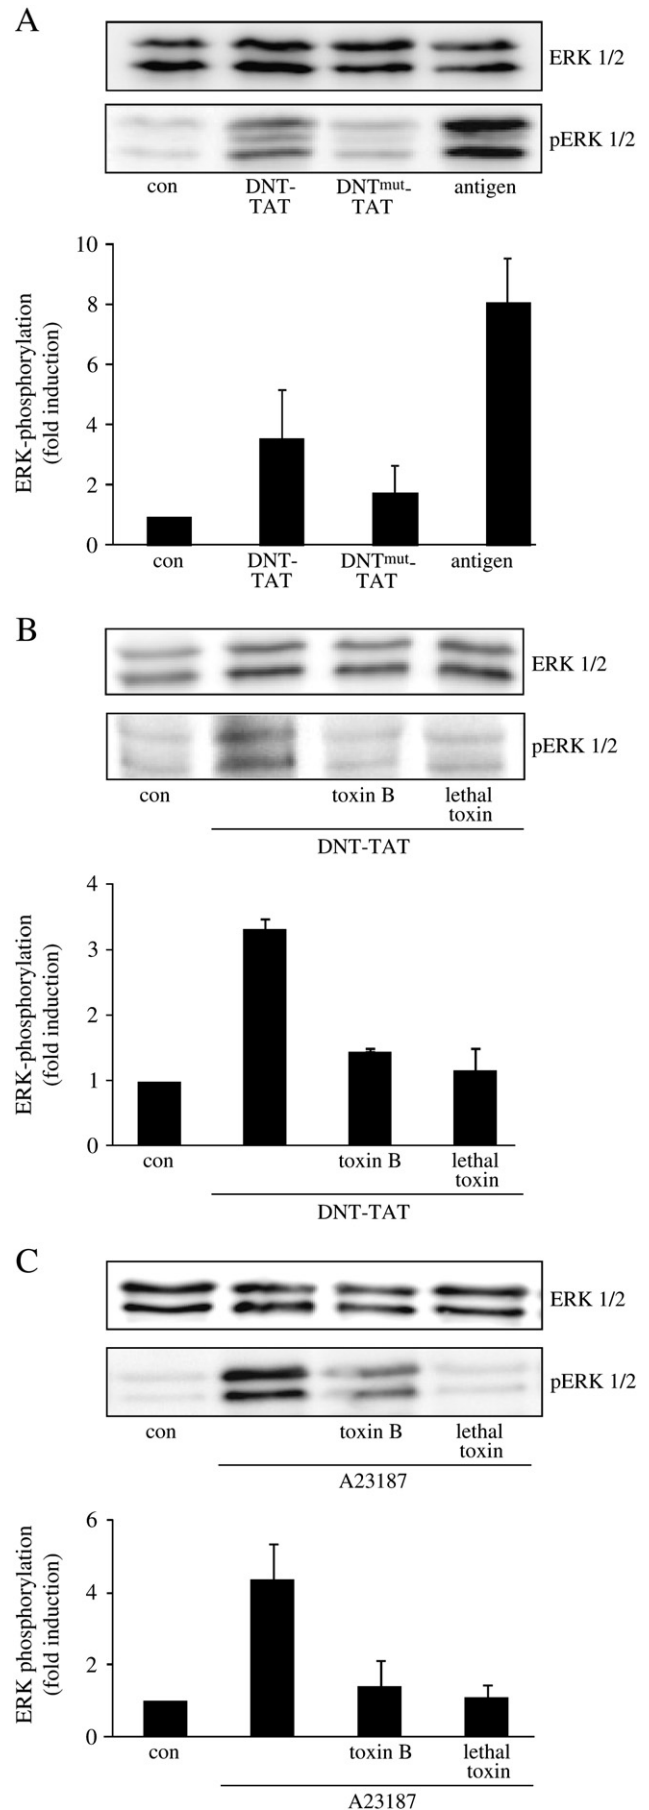 A
ERK 1/2
pERK 1/2
con DNT- DNTmut- antigen
TAT TAT
10
8
6
4
2
0
ERK-phosphorylation
(fold induction)
con DNT- DNTmut- antigen
TAT TAT
B
ERK 1/2
pERK 1/2
con toxin B lethal
toxin
DNT-TAT
4
3
2
1
0
ERK-phosphorylation
(fold induction)
con toxin B lethal
toxin
DNT-TAT
C
ERK 1/2
pERK 1/2
con toxin B lethal
toxin
A23187
6
4
2
0
ERK phosphorylation
(fold induction)
con toxin B lethal
toxin
A23187